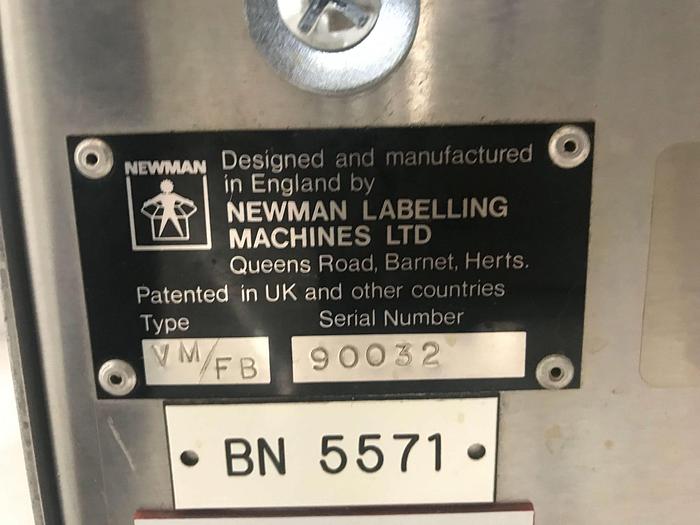 NEWMAN
Designed and manufactured
in England by
NEWMAN LABELLING
MACHINES LTD
Queens Road, Barnet, Herts.
Patented in UK and other countries
Type Serial Number
VM/FB 90032
BN 5571